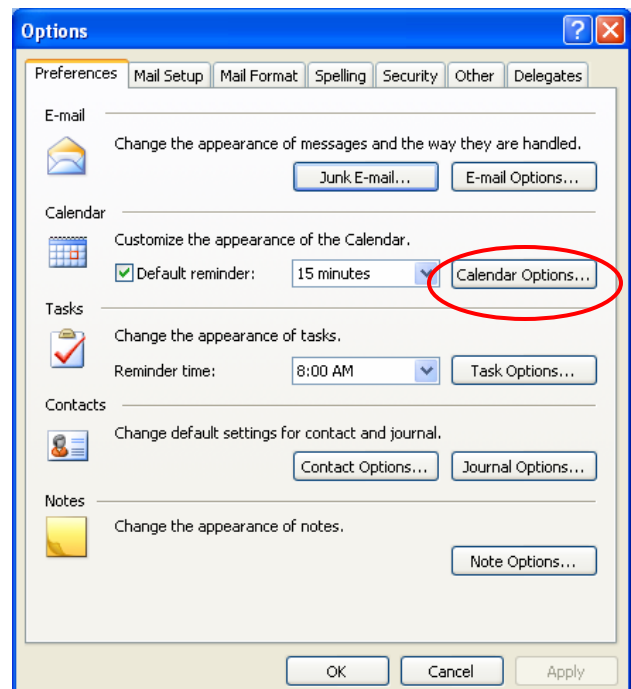 Options
Preferences Mail Setup Mail Format Spelling Security Other Delegates
E-mail
Change the appearance of messages and the way they are handled.
Junk E-mail... E-mail Options...
Calendar
Customize the appearance of the Calendar.
Default reminder: 15 minutes Calendar Options...
Tasks
Change the appearance of tasks.
Reminder time: 8:00 AM Task Options...
Contacts
Change default settings for contact and journal.
Contact Options... Journal Options...
Notes
Change the appearance of notes.
Note Options...
OK Cancel Apply